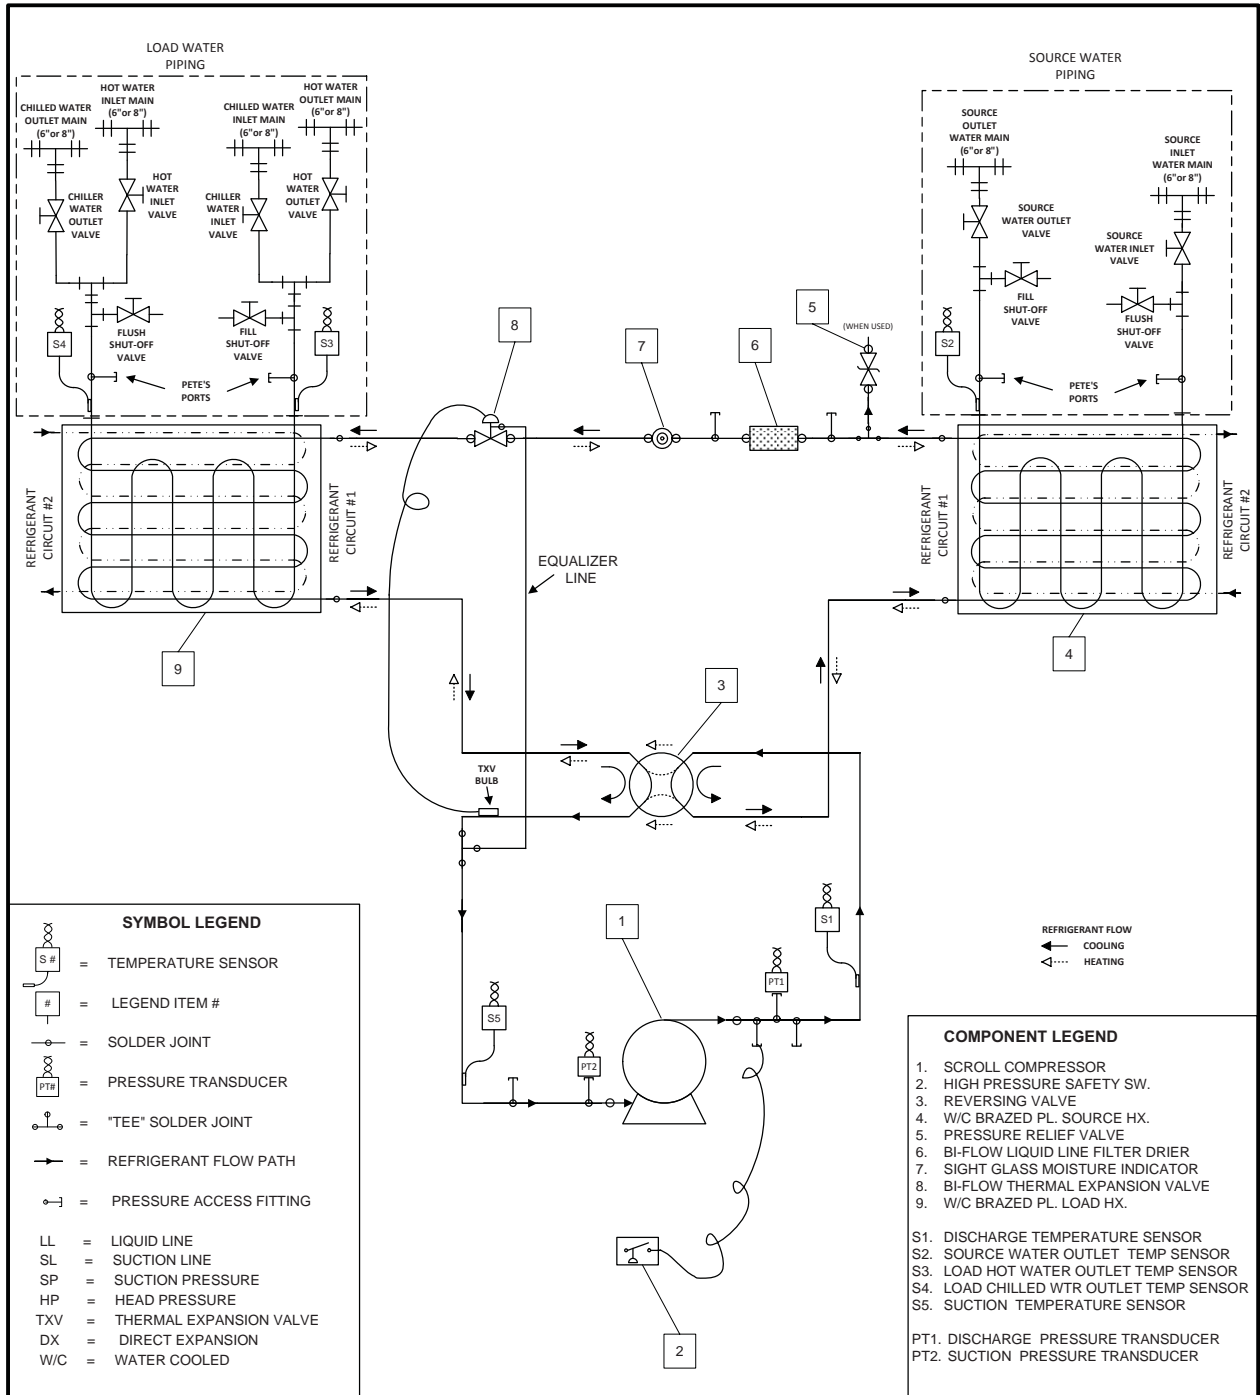 LOAD WATER
PIPING
CHILLED WATER
OUTLET MAIN
(6"or 8")
HOT WATER
INLET MAIN
(6"or 8")
CHILLED WATER
INLET MAIN
(6"or 8")
HOT WATER
OUTLET MAIN
(6"or 8")
CHILLER
WATER
OUTLET
VALVE
HOT
WATER
INLET
VALVE
CHILLER
WATER
INLET
VALVE
HOT
WATER
OUTLET
VALVE
S4
FLUSH
SHUT-OFF
VALVE
FILL
SHUT-OFF
VALVE
S3
PETE'S
PORTS
SOURCE WATER
PIPING
SOURCE
OUTLET
WATER MAIN
(6"or 8")
SOURCE
INLET
WATER MAIN
(6"or 8")
SOURCE
WATER OUTLET
VALVE
SOURCE
WATER INLET
VALVE
S2
FILL
SHUT-OFF
VALVE
FLUSH
SHUT-OFF
VALVE
PETE'S
PORTS
8
7
6
5
(WHEN USED)
REFRIGERANT
CIRCUIT #2
REFRIGERANT
CIRCUIT #1
REFRIGERANT
CIRCUIT #1
REFRIGERANT
CIRCUIT #2
EQUALIZER
LINE
9
4
3
TXV
BULB
1
S1
PT1
S5
PT2
2
REFRIGERANT FLOW
COOLING
HEATING
SYMBOL LEGEND
S # = TEMPERATURE SENSOR
# = LEGEND ITEM #
= SOLDER JOINT
PT# = PRESSURE TRANSDUCER
= "TEE" SOLDER JOINT
= REFRIGERANT FLOW PATH
= PRESSURE ACCESS FITTING
LL = LIQUID LINE
SL = SUCTION LINE
SP = SUCTION PRESSURE
HP = HEAD PRESSURE
TXV = THERMAL EXPANSION VALVE
DX = DIRECT EXPANSION
W/C = WATER COOLED
COMPONENT LEGEND
1. SCROLL COMPRESSOR
2. HIGH PRESSURE SAFETY SW.
3. REVERSING VALVE
4. W/C BRAZED PL. SOURCE HX.
5. PRESSURE RELIEF VALVE
6. BI-FLOW LIQUID LINE FILTER DRIER
7. SIGHT GLASS MOISTURE INDICATOR
8. BI-FLOW THERMAL EXPANSION VALVE
9. W/C BRAZED PL. LOAD HX.
S1. DISCHARGE TEMPERATURE SENSOR
S2. SOURCE WATER OUTLET TEMP SENSOR
S3. LOAD HOT WATER OUTLET TEMP SENSOR
S4. LOAD CHILLED WTR OUTLET TEMP SENSOR
S5. SUCTION TEMPERATURE SENSOR
PT1. DISCHARGE PRESSURE TRANSDUCER
PT2. SUCTION PRESSURE TRANSDUCER